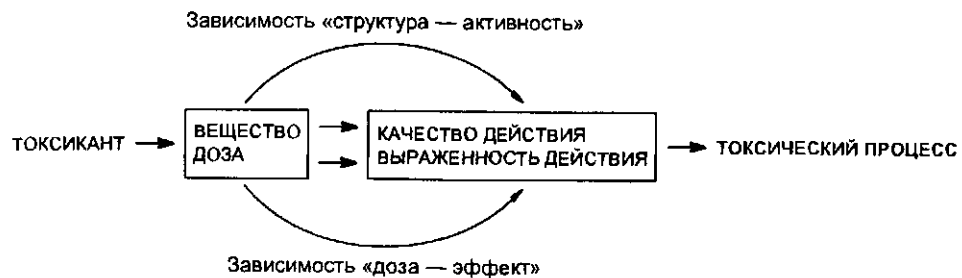 Зависимость «структура — активность»
ТОКСИКАНТ
ВЕЩЕСТВО
ДОЗА
КАЧЕСТВО ДЕЙСТВИЯ
ВЫРАЖЕННОСТЬ ДЕЙСТВИЯ
ТОКСИЧЕСКИЙ ПРОЦЕСС
Зависимость «доза — эффект»